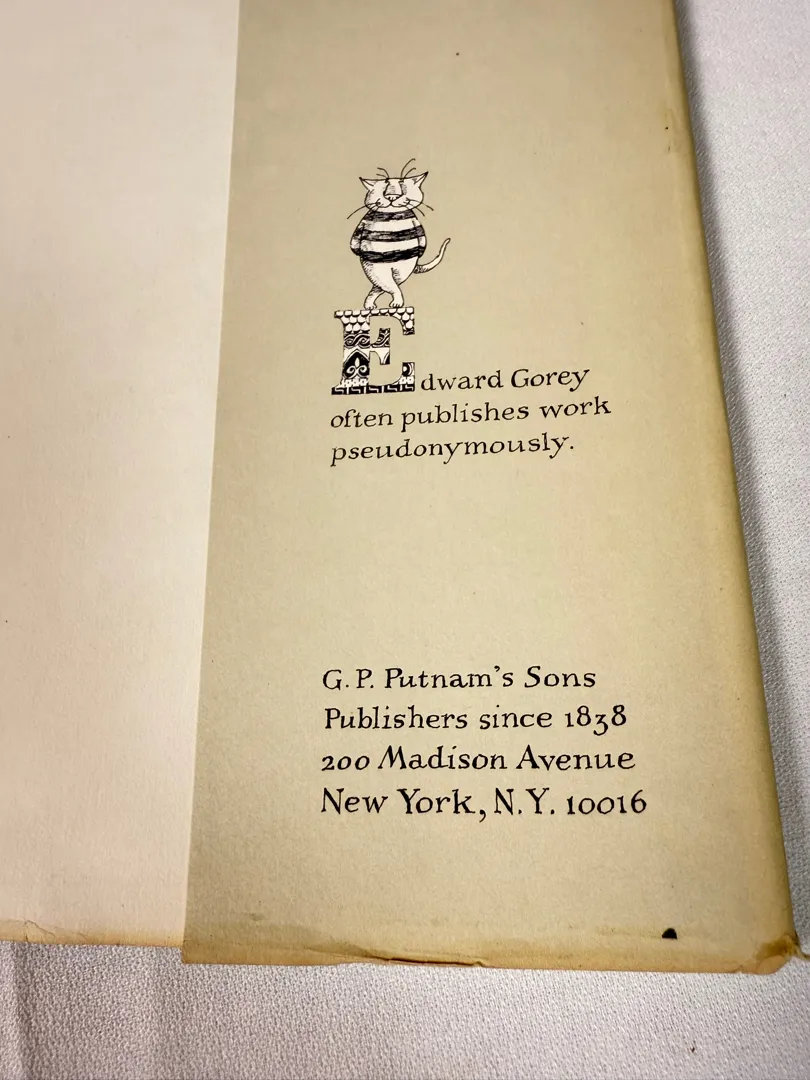 Edward Gorey
often publishes work
pseudonymously.
G. P. Putnam's Sons
Publishers since 1838
200 Madison Avenue
New York, N.Y. 10016